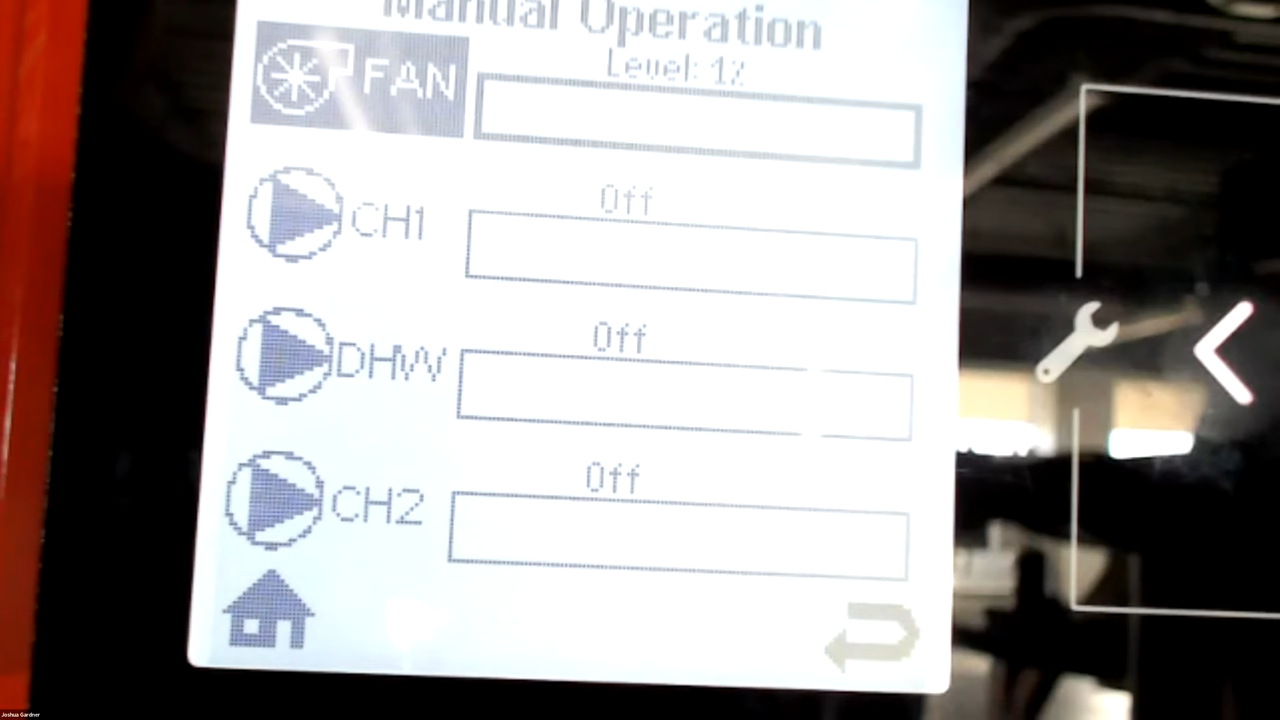 Manual Operation
FAN
Level: 1%
CH1
Off
DHW
Off
CH2
Off
Joshua Gardner